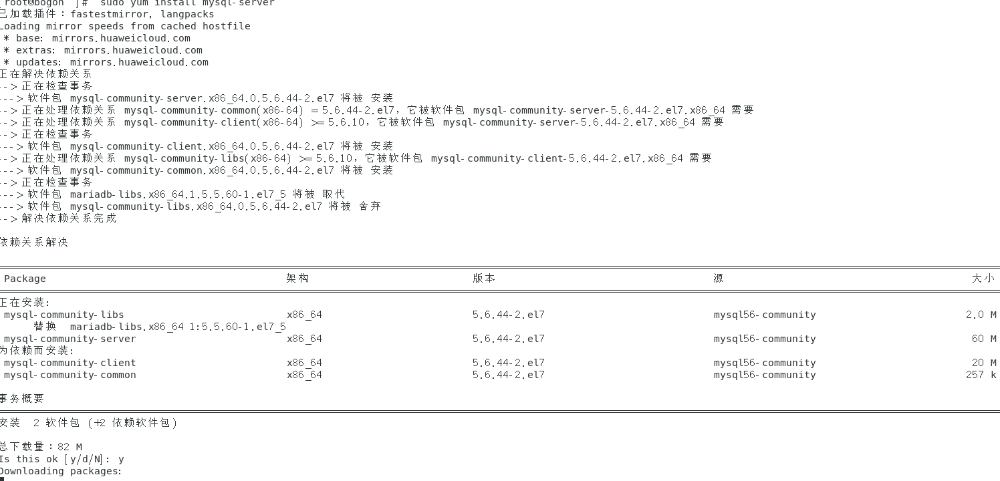 root@bogon ~]# sudo yum install mysql-server
已加载插件：fastestmirror, langpacks
Loading mirror speeds from cached hostfile
 * base: mirrors.huaweicloud.com
 * extras: mirrors.huaweicloud.com
 * updates: mirrors.huaweicloud.com
正在解决依赖关系
--> 正在检查事务
---> 软件包 mysql-community-server.x86_64.0.5.6.44-2.el7 将被 安装
--> 正在处理依赖关系 mysql-community-common(x86-64) = 5.6.44-2.el7，它被软件包 mysql-community-server-5.6.44-2.el7.x86_64 需要
--> 正在处理依赖关系 mysql-community-client(x86-64) >= 5.6.10，它被软件包 mysql-community-server-5.6.44-2.el7.x86_64 需要
--> 正在检查事务
---> 软件包 mysql-community-client.x86_64.0.5.6.44-2.el7 将被 安装
--> 正在处理依赖关系 mysql-community-libs(x86-64) >= 5.6.10，它被软件包 mysql-community-client-5.6.44-2.el7.x86_64 需要
---> 软件包 mysql-community-common.x86_64.0.5.6.44-2.el7 将被 安装
--> 正在检查事务
---> 软件包 mariadb-libs.x86_64.1.5.5.60-1.el7_5 将被 取代
---> 软件包 mysql-community-libs.x86_64.0.5.6.44-2.el7 将被 舍弃
--> 解决依赖关系完成
依赖关系解决
Package 架构 版本 源 大小
正在安装:
mysql-community-libs x86_64 5.6.44-2.el7 mysql56-community 2.0 M
替换 mariadb-libs.x86_64 1:5.5.60-1.el7_5
mysql-community-server x86_64 5.6.44-2.el7 mysql56-community 60 M
为依赖而安装:
mysql-community-client x86_64 5.6.44-2.el7 mysql56-community 20 M
mysql-community-common x86_64 5.6.44-2.el7 mysql56-community 257 k
事务概要
安装 2 软件包 (+2 依赖软件包)
总下载量：82 M
Is this ok [y/d/N]: y
Downloading packages: